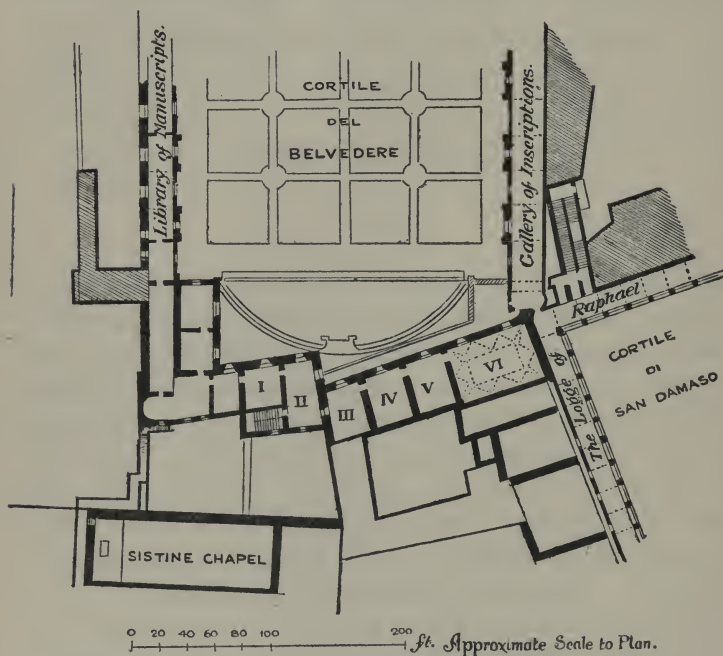 Library of Manuscripts.
CORTILE
DEL
BELVEDERE
Gallery of Inscriptions.
Raphael
The Logge of
CORTILE
DI
SAN DAMASO
I
II
III
IV
V
VI
SISTINE CHAPEL
0 20 40 60 80 100 200 ft. Approximate Scale to Plan.